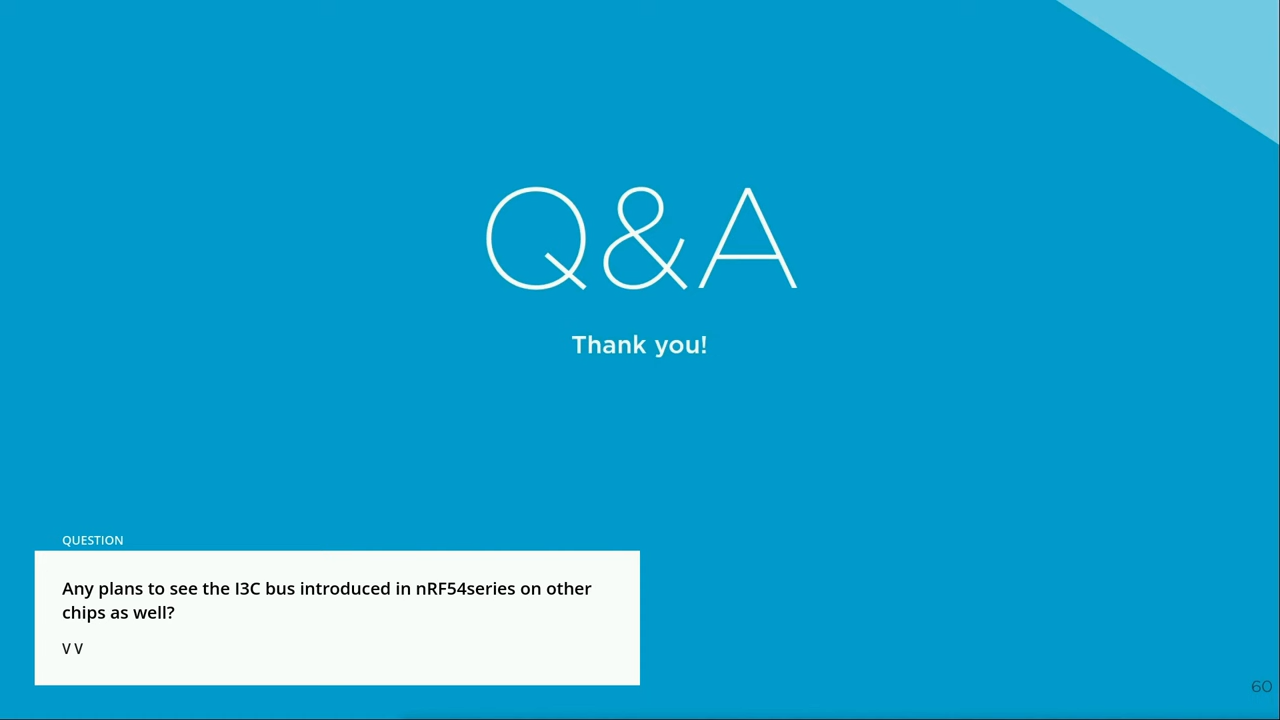 Q&A
Thank you!
QUESTION
Any plans to see the I3C bus introduced in nRF54series on other
chips as well?
V V
60